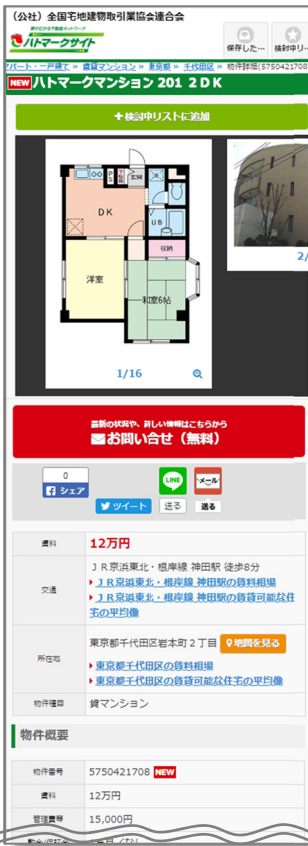 (公社) 全国宅地建物取引業協会連合会
ハトマークサイト
保存した… 検討中リ…
パート・一戸建て » 賃貸マンション » 東京都 » 千代田区 » 物件詳細(5750421708
NEW ハトマークマンション 201 2DK
+検討中リストに追加
玄関
DK
UB
収納
洋室
和室6帖
1/16
2/
最新の状況や、詳しい情報はこちらから
お問い合せ（無料）
0
シェア
LINE
メール
ツイート
送る
送る
賃料 12万円
交通
ＪＲ京浜東北・根岸線 神田駅 徒歩8分
ＪＲ京浜東北・根岸線 神田駅の賃料相場
ＪＲ京浜東北・根岸線 神田駅の賃貸可能な住宅の平均像
所在地
東京都千代田区岩本町２丁目 地図を見る
東京都千代田区の賃料相場
東京都千代田区の賃貸可能な住宅の平均像
物件種目 賃マンション
物件概要
物件番号 5750421708 NEW
賃料 12万円
管理費等 15,000円